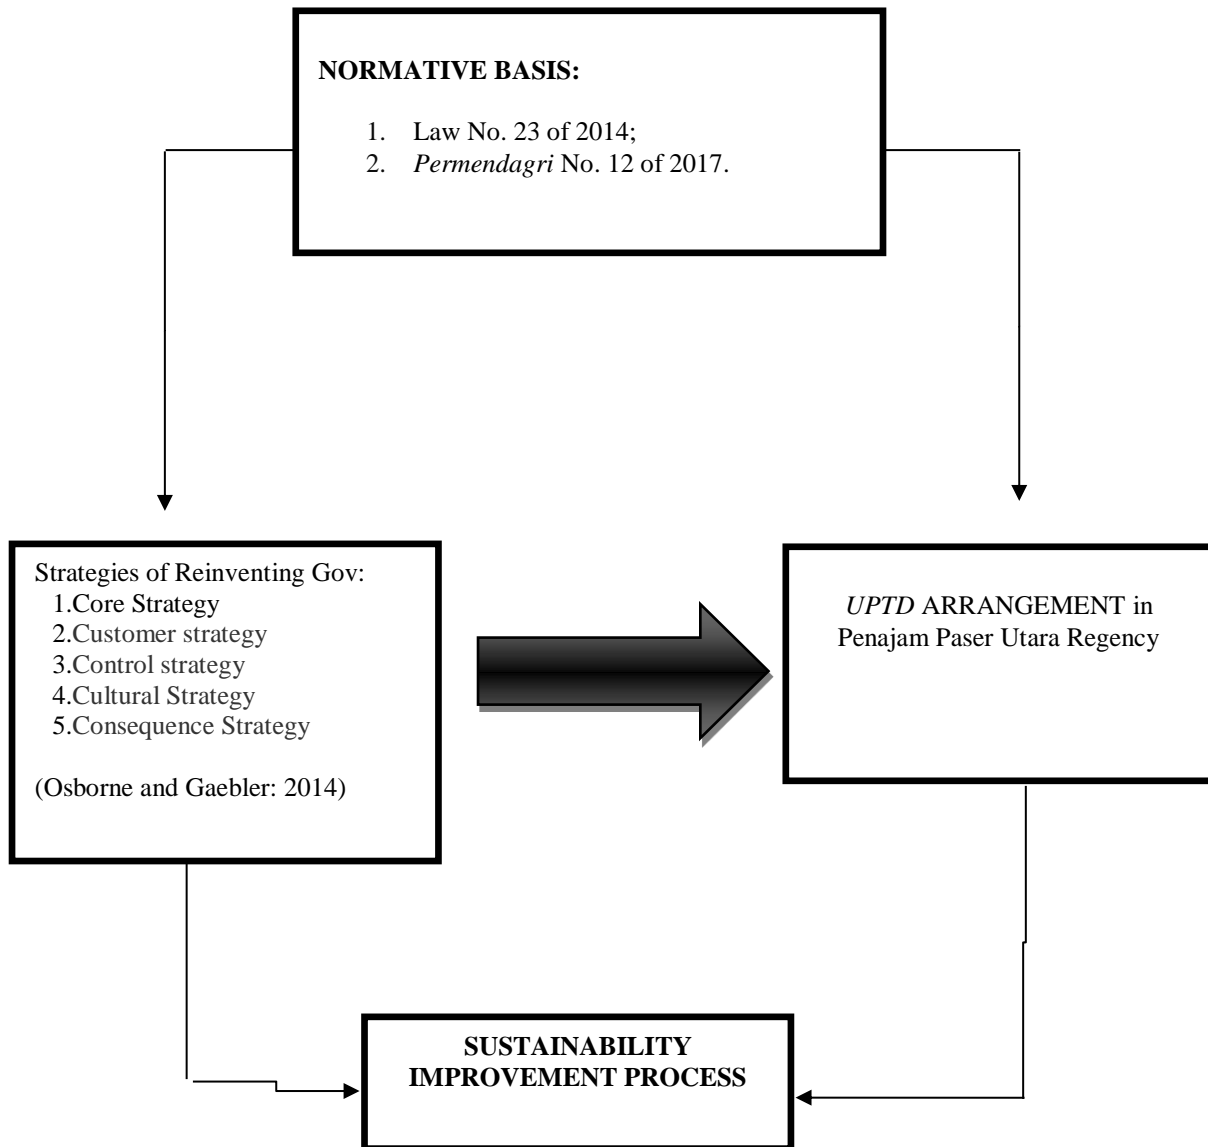 NORMATIVE BASIS:
1. Law No. 23 of 2014;
2. Permendagri No. 12 of 2017.
Strategies of Reinventing Gov:
1.Core Strategy
2.Customer strategy
3.Control strategy
4.Cultural Strategy
5.Consequence Strategy
(Osborne and Gaebler: 2014)
UPTD ARRANGEMENT in
Penajam Paser Utara Regency
SUSTAINABILITY
IMPROVEMENT PROCESS